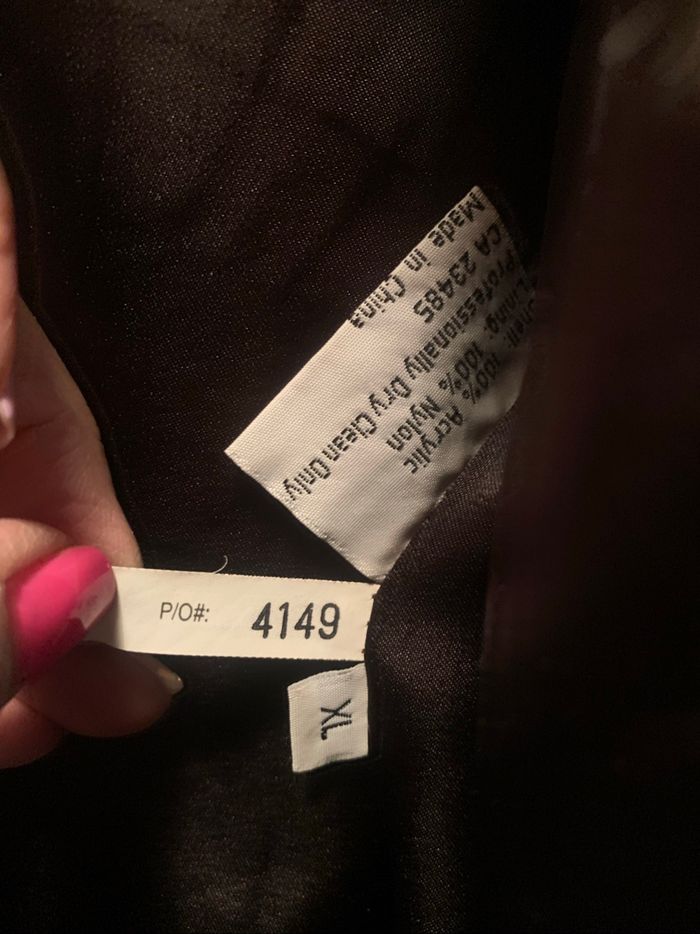 100% Acrylic
Lining: 100% Nylon
Professionally Dry Clean Only
CA 23485
Made in China
P/O#: 4149
XL